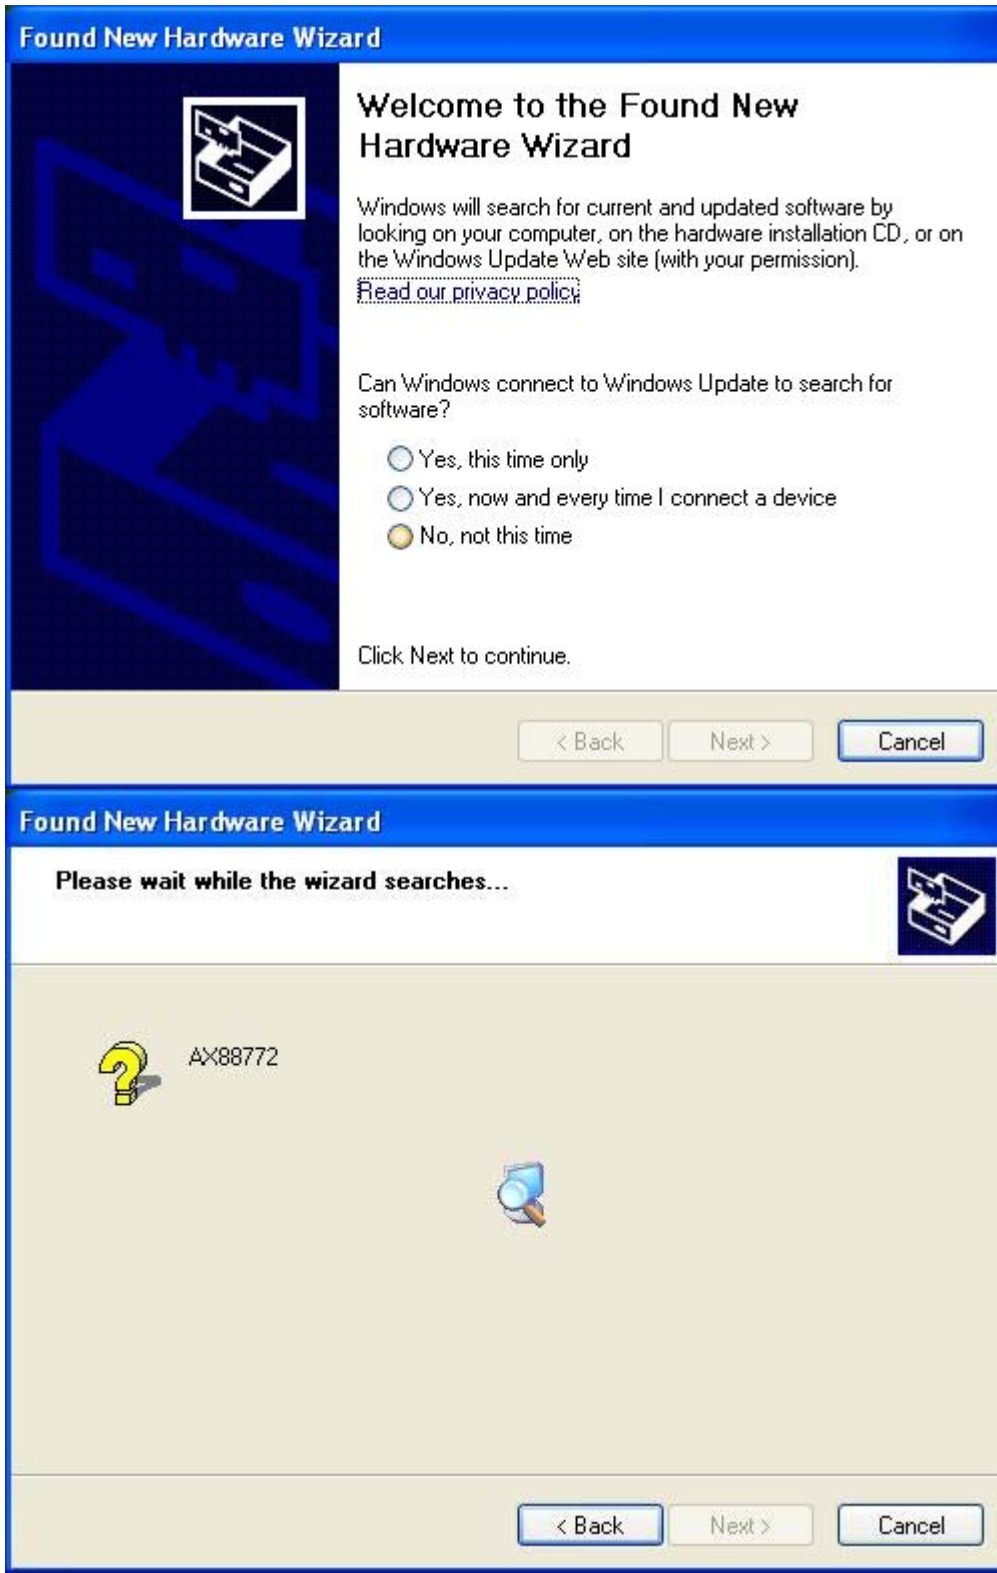 Found New Hardware Wizard
Welcome to the Found New
Hardware Wizard
Windows will search for current and updated software by
looking on your computer, on the hardware installation CD, or on
the Windows Update Web site (with your permission).
Read our privacy policy
Can Windows connect to Windows Update to search for
software?
Yes, this time only
Yes, now and every time I connect a device
No, not this time
Click Next to continue.
< Back Next > Cancel
Found New Hardware Wizard
Please wait while the wizard searches...
AX88772
< Back Next > Cancel